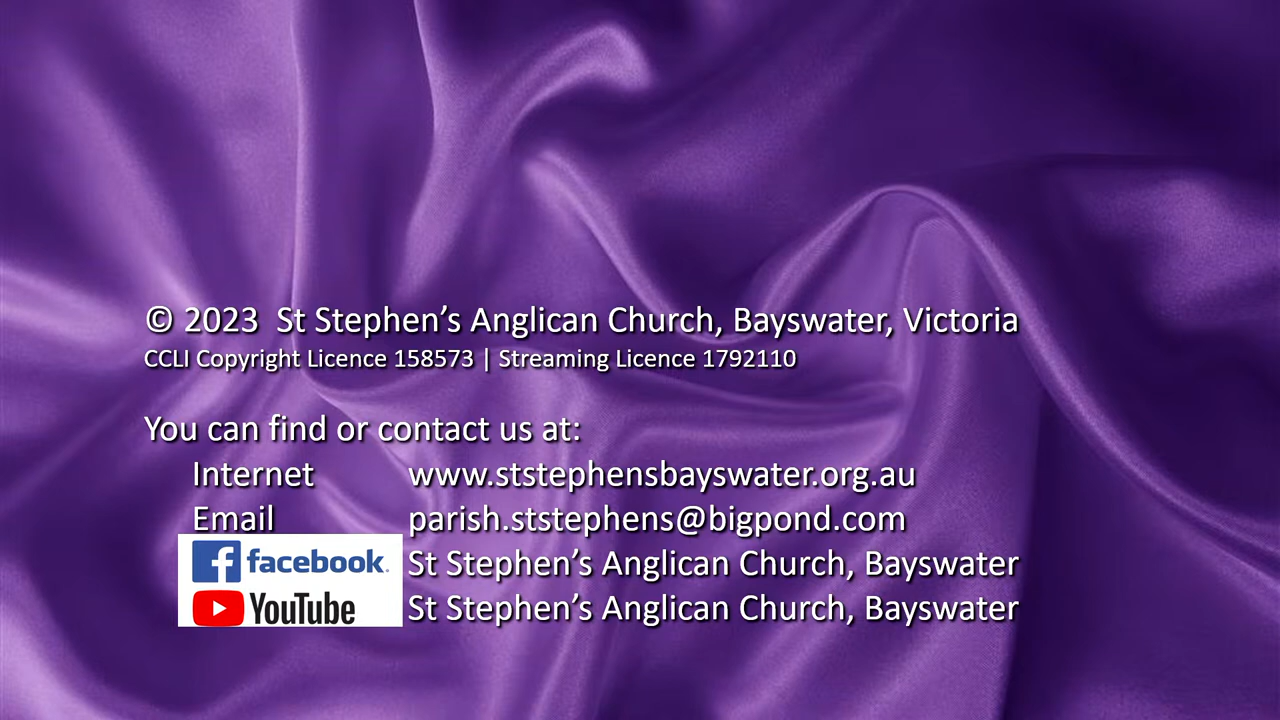 © 2023  St Stephen’s Anglican Church, Bayswater, Victoria
CCLI Copyright Licence 158573 | Streaming Licence 1792110
You can find or contact us at:
Internet www.ststephensbayswater.org.au
Email parish.ststephens@bigpond.com
facebook. St Stephen’s Anglican Church, Bayswater
YouTube St Stephen’s Anglican Church, Bayswater